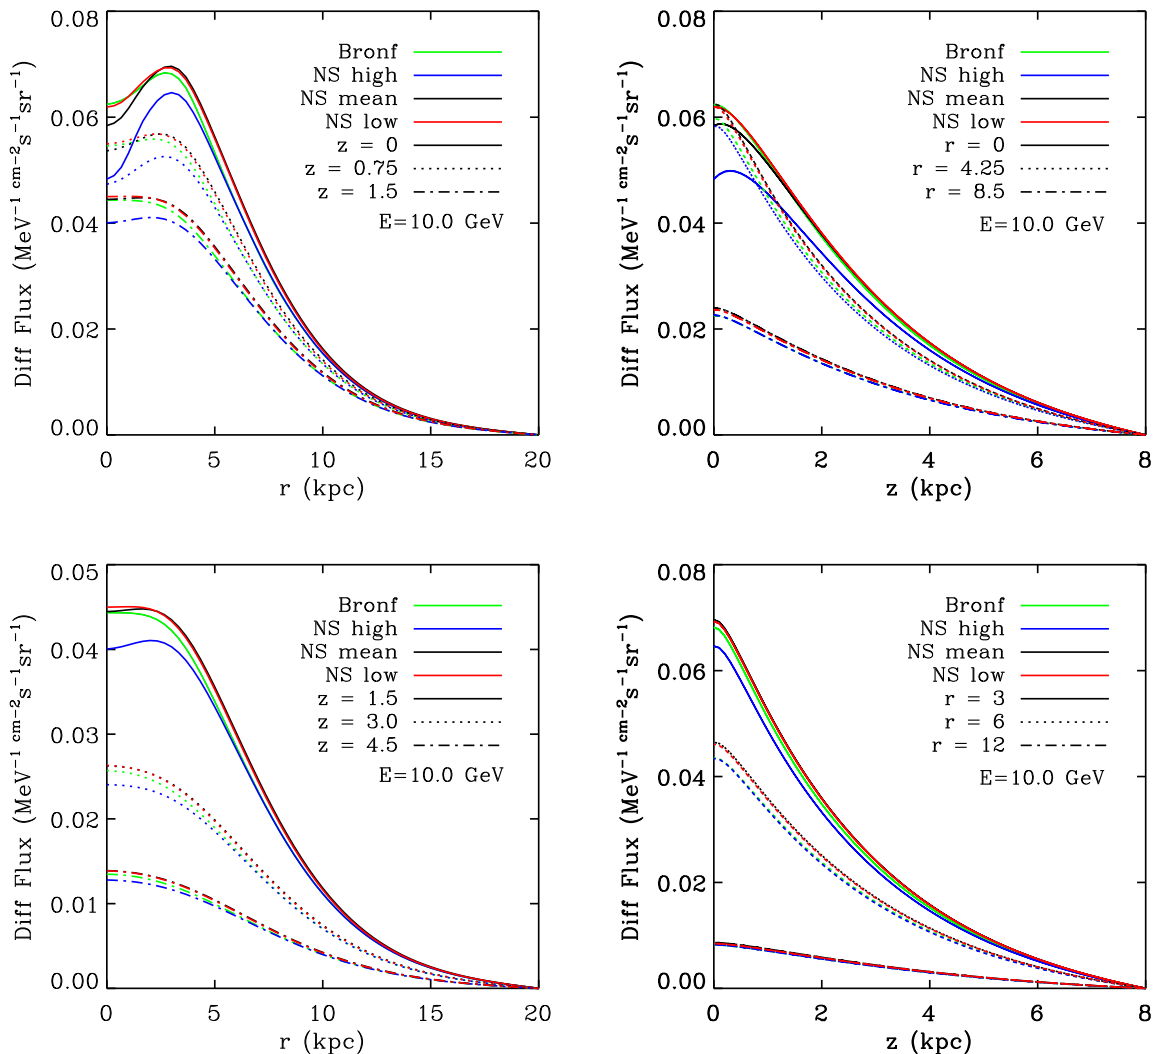 0.08
0.06
0.04
0.02
0.00
Diff Flux (MeV⁻¹ cm⁻²s⁻¹sr⁻¹)
Bronf
NS high
NS mean
NS low
z = 0
z = 0.75
z = 1.5
E=10.0 GeV
0 5 10 15 20
r (kpc)
0.08
0.06
0.04
0.02
0.00
Diff Flux (MeV⁻¹ cm⁻²s⁻¹sr⁻¹)
Bronf
NS high
NS mean
NS low
r = 0
r = 4.25
r = 8.5
E=10.0 GeV
0 2 4 6 8
z (kpc)
0.05
0.04
0.03
0.02
0.01
0.00
Diff Flux (MeV⁻¹ cm⁻²s⁻¹sr⁻¹)
Bronf
NS high
NS mean
NS low
z = 1.5
z = 3.0
z = 4.5
E=10.0 GeV
0 5 10 15 20
r (kpc)
0.08
0.06
0.04
0.02
0.00
Diff Flux (MeV⁻¹ cm⁻²s⁻¹sr⁻¹)
Bronf
NS high
NS mean
NS low
r = 3
r = 6
r = 12
E=10.0 GeV
0 2 4 6 8
z (kpc)